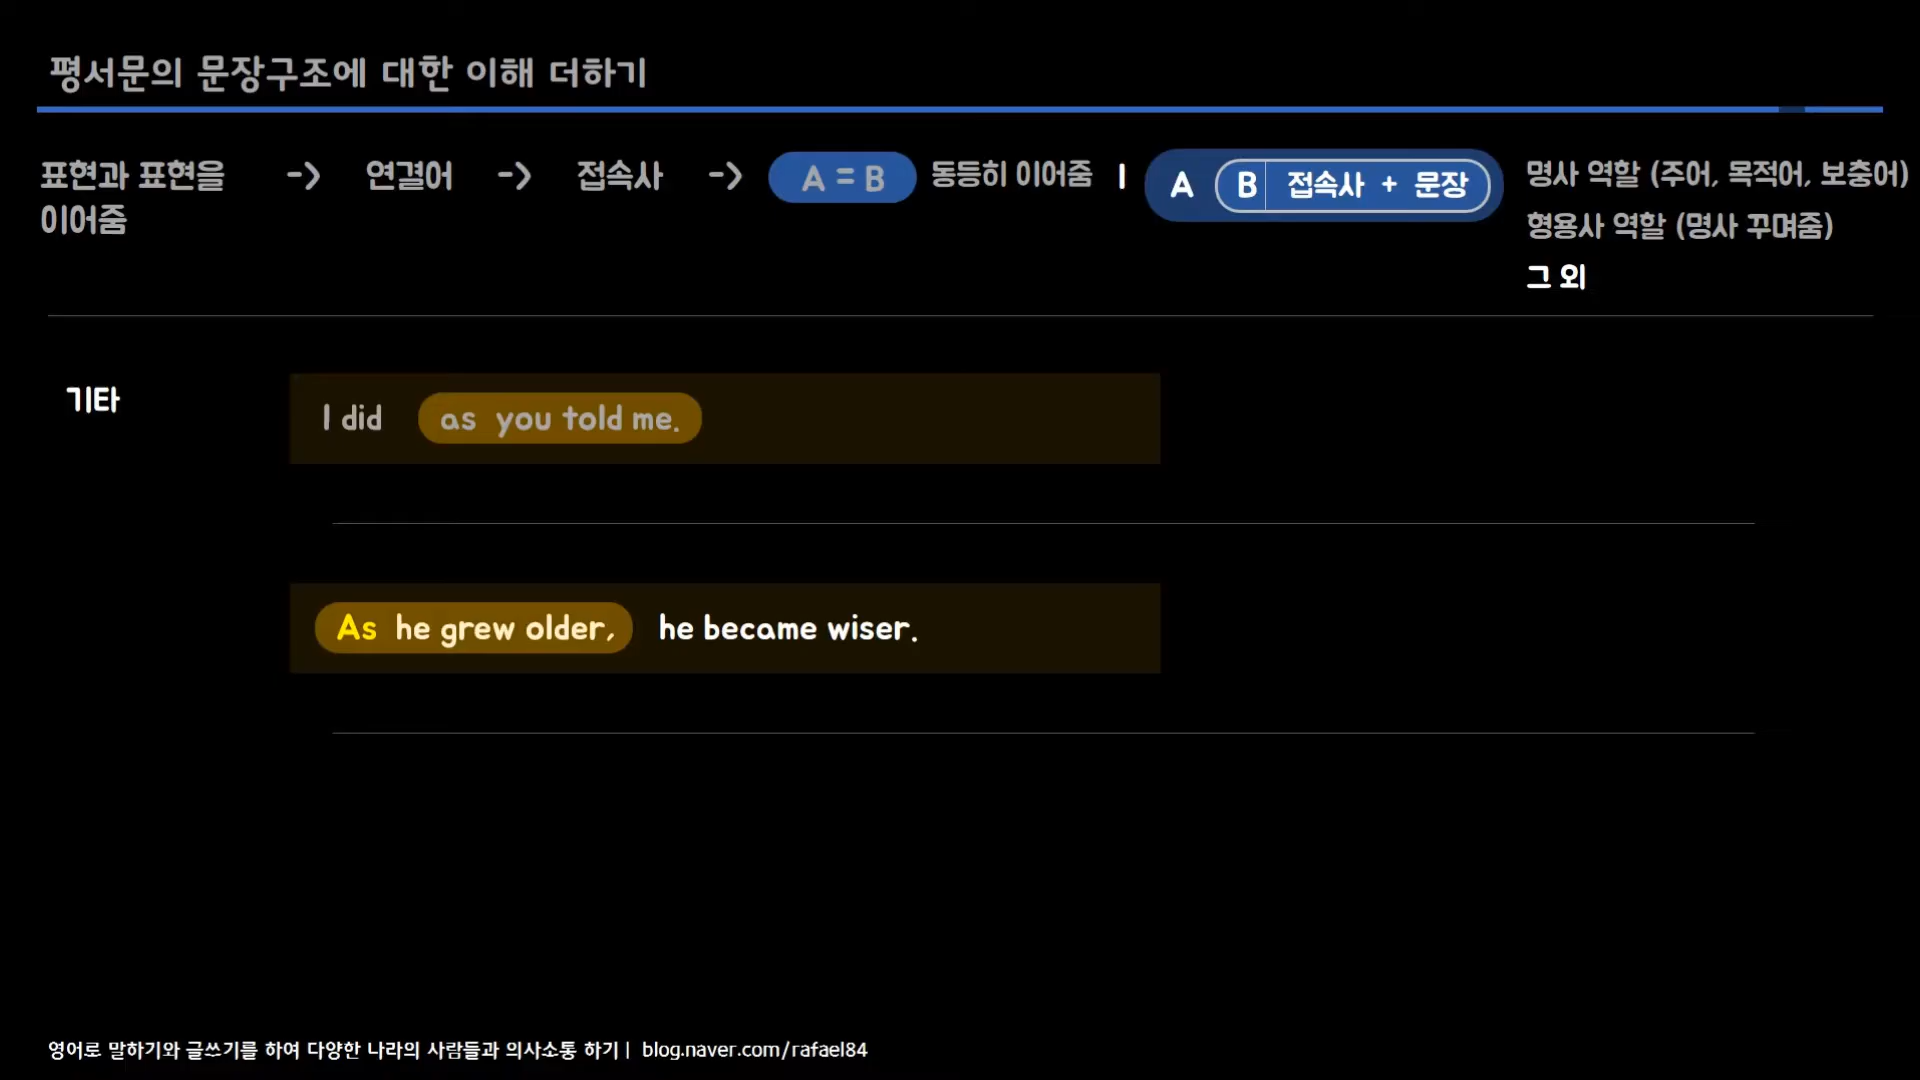 평서문의 문장구조에 대한 이해 더하기
표현과 표현을 -> 연결어 -> 접속사 -> A = B 동등히 이어줌 | A B 접속사 + 문장 명사 역할 (주어, 목적어, 보충어)
이어줌 형용사 역할 (명사 꾸며줌)
그 외
기타
I did as you told me.
As he grew older, he became wiser.
영어로 말하기와 글쓰기를 하여 다양한 나라의 사람들과 의사소통 하기 | blog.naver.com/rafael84